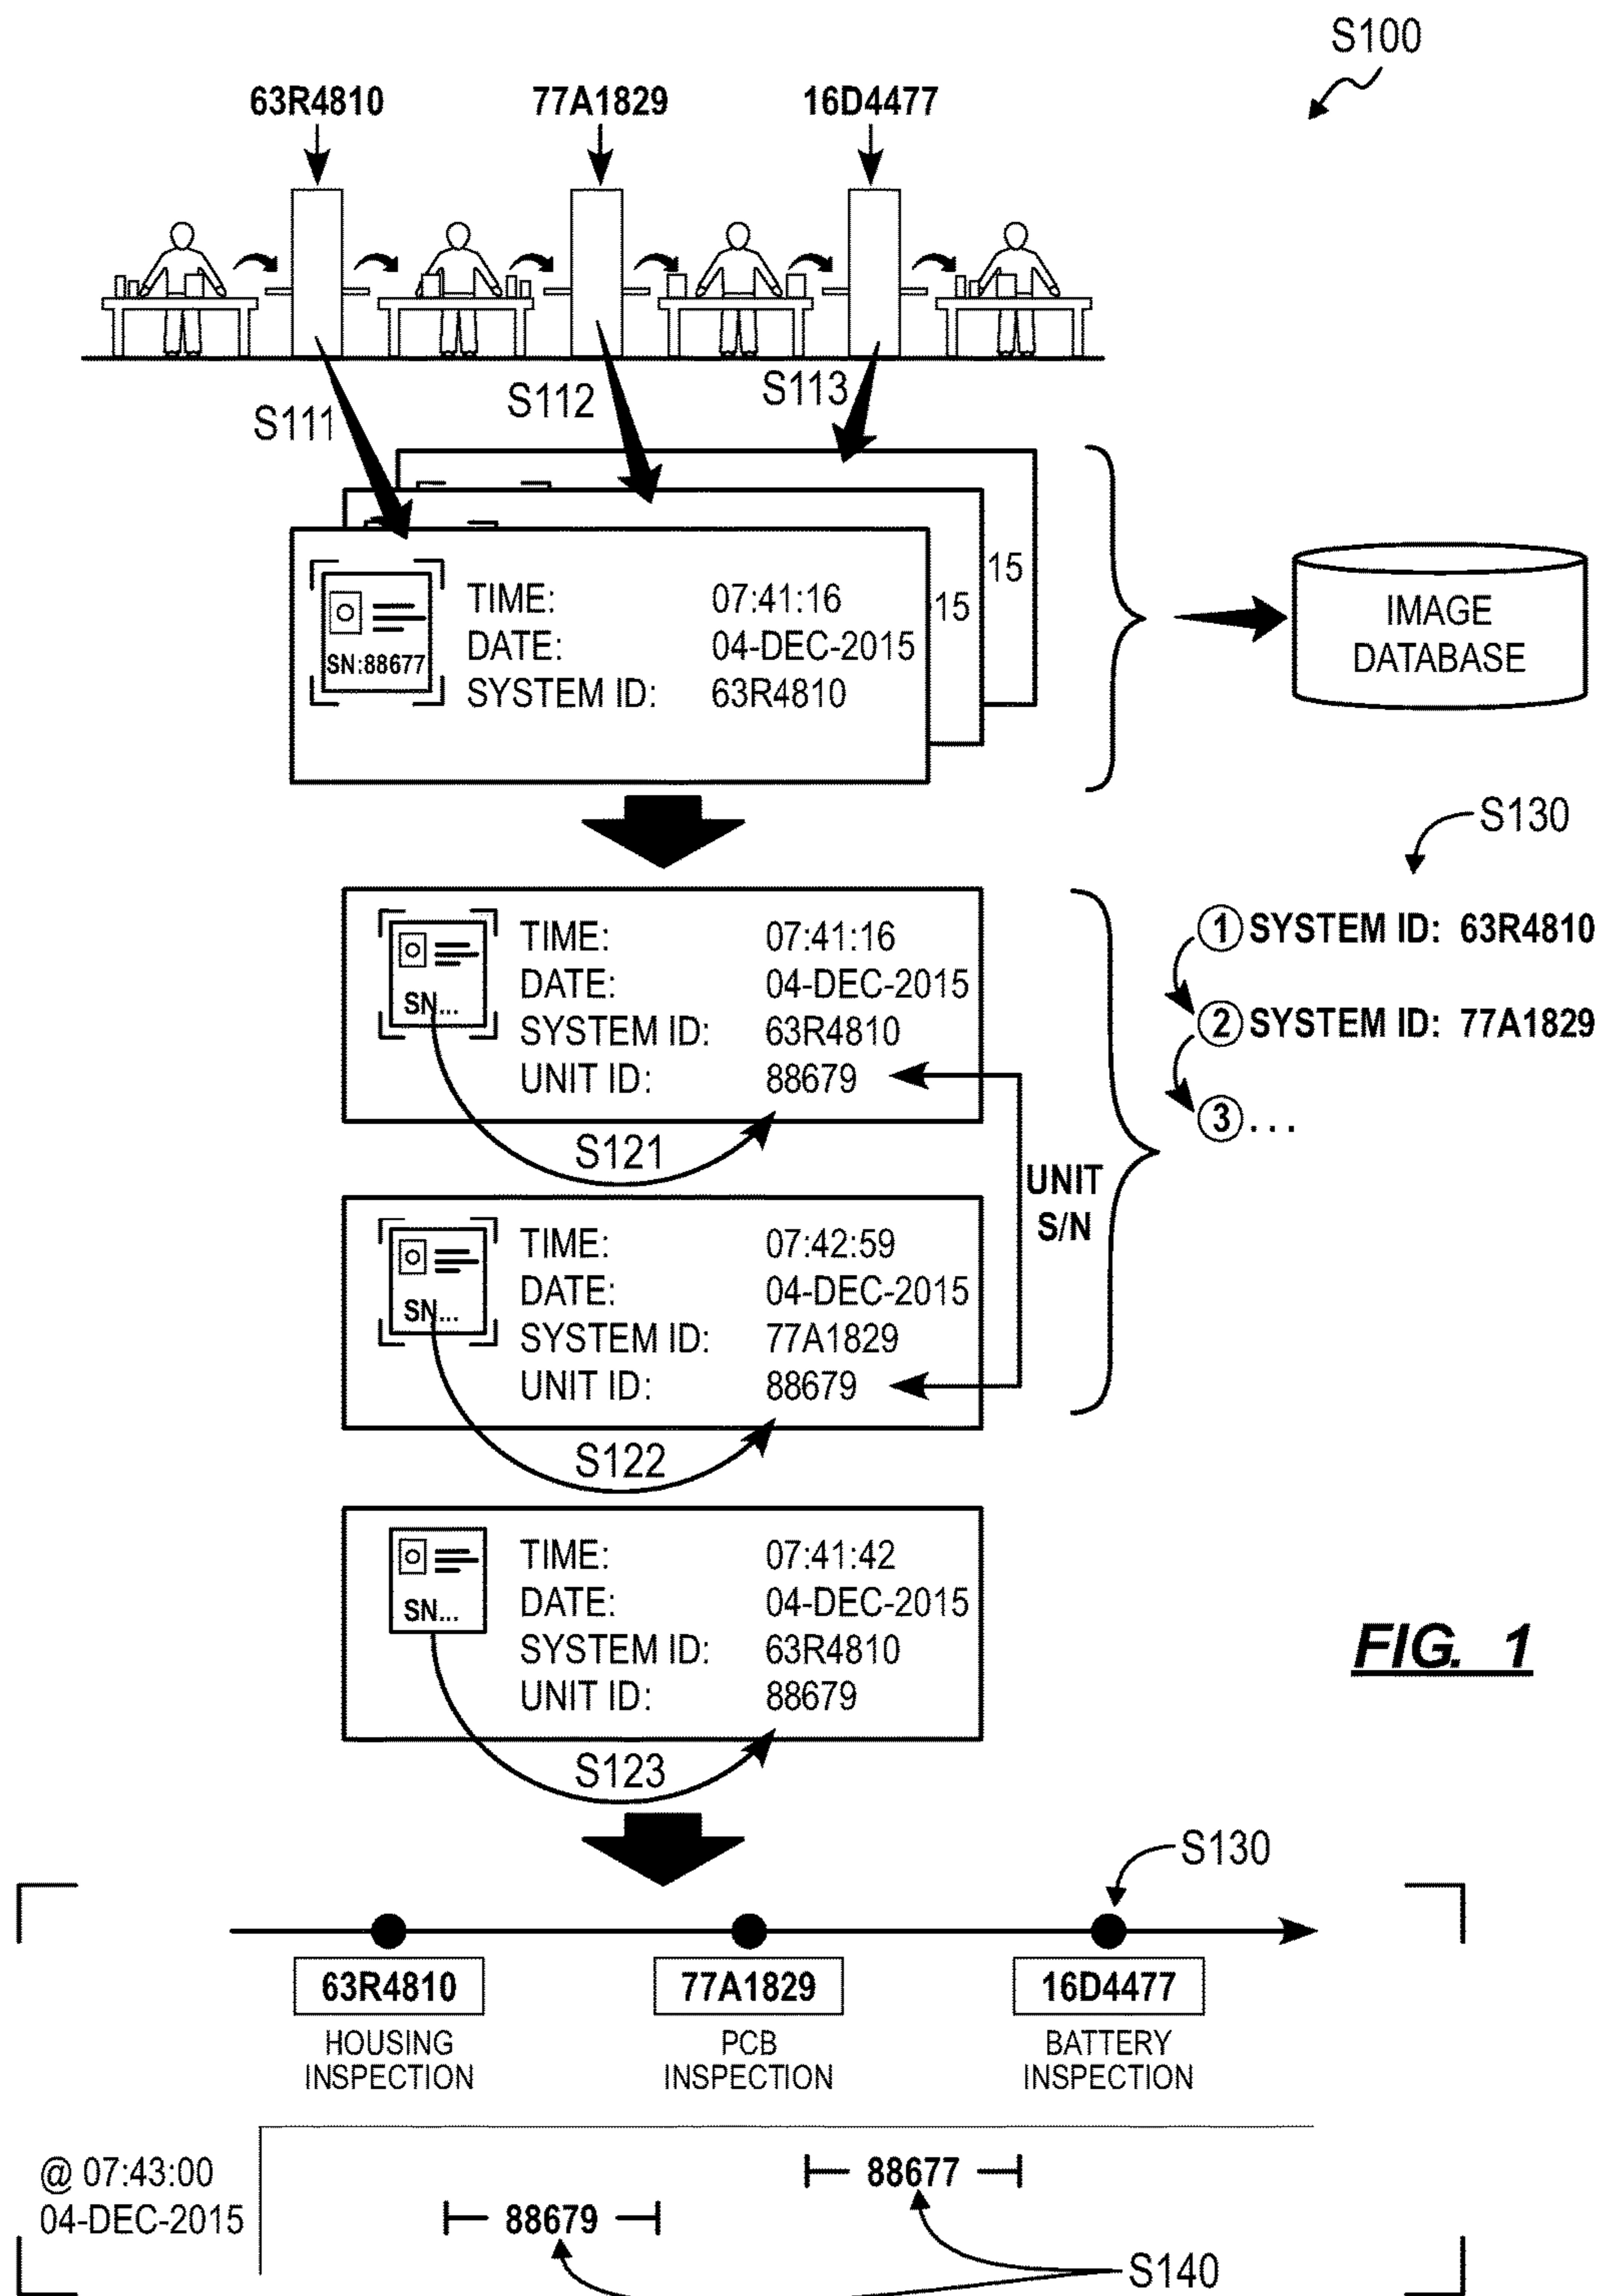 S100
63R4810 77A1829 16D4477
S111 S112 S113
15
15
SN:88677
TIME: 07:41:16
DATE: 04-DEC-2015
SYSTEM ID: 63R4810
IMAGE
DATABASE
S130
1 SYSTEM ID: 63R4810
2 SYSTEM ID: 77A1829
3 ...
SN...
TIME: 07:41:16
DATE: 04-DEC-2015
SYSTEM ID: 63R4810
UNIT ID: 88679
S121
UNIT
S/N
SN...
TIME: 07:42:59
DATE: 04-DEC-2015
SYSTEM ID: 77A1829
UNIT ID: 88679
S122
SN...
TIME: 07:41:42
DATE: 04-DEC-2015
SYSTEM ID: 63R4810
UNIT ID: 88679
S123
FIG. 1
S130
63R4810 77A1829 16D4477
HOUSING
INSPECTION
PCB
INSPECTION
BATTERY
INSPECTION
@ 07:43:00
04-DEC-2015
88677
88679
S140